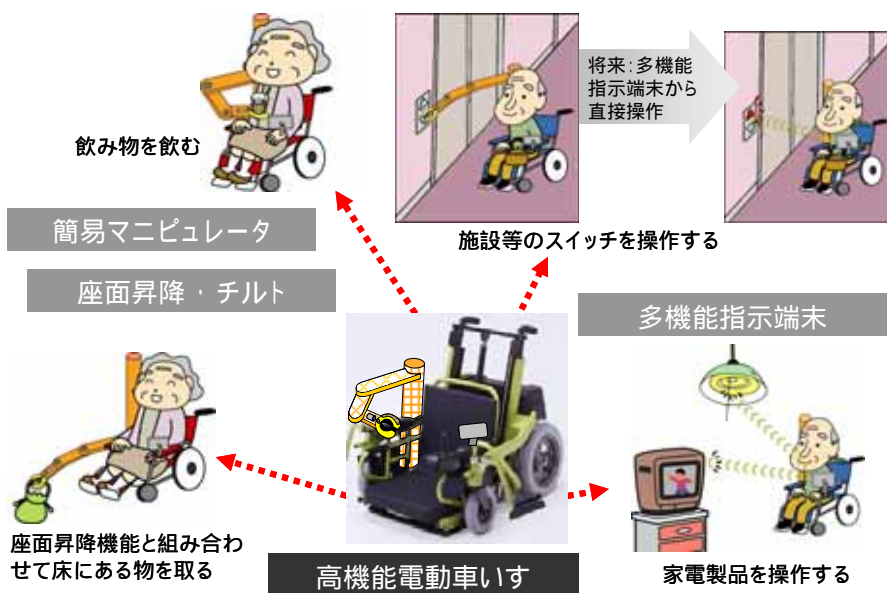 将来：多機能
指示端末から
直接操作
飲み物を飲む
施設等のスイッチを操作する
簡易マニピュレータ
座面昇降・チルト
多機能指示端末
座面昇降機能と組み合わ
せて床にある物を取る
高機能電動車いす
家電製品を操作する